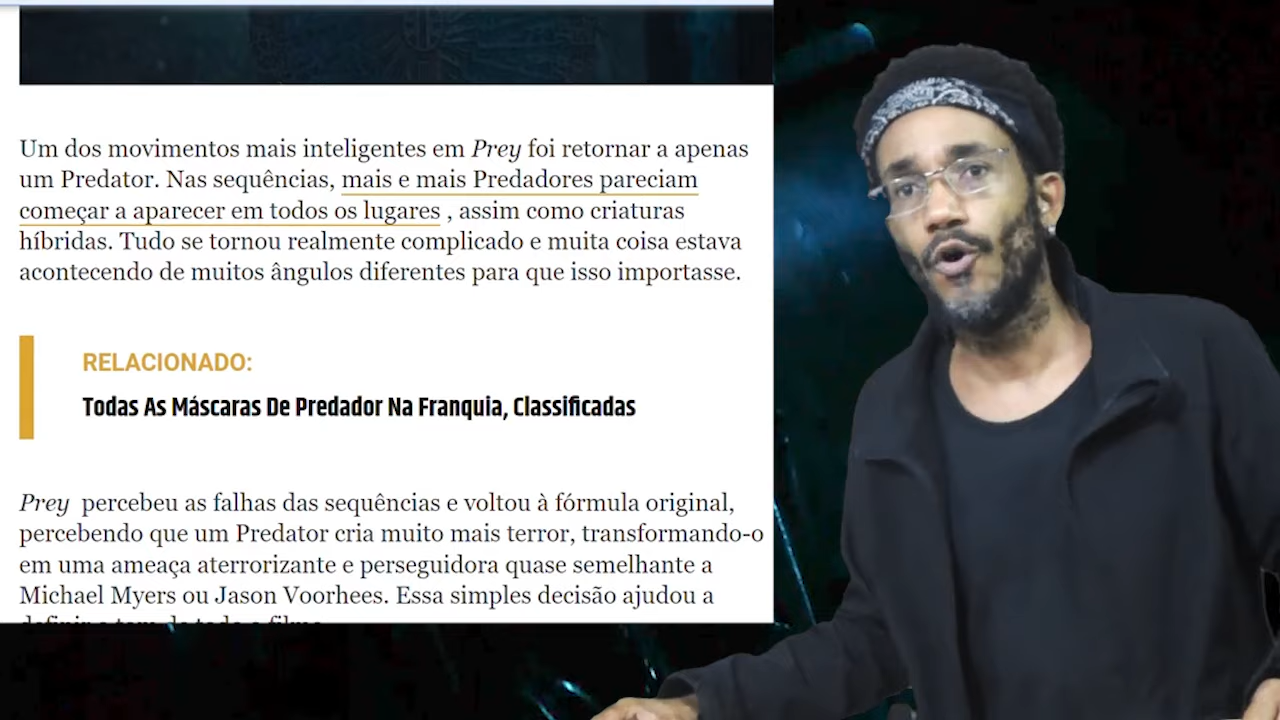 Um dos movimentos mais inteligentes em Prey foi retornar a apenas
um Predator. Nas sequências, mais e mais Predadores pareciam
começar a aparecer em todos os lugares , assim como criaturas
híbridas. Tudo se tornou realmente complicado e muita coisa estava
acontecendo de muitos ângulos diferentes para que isso importasse.
RELACIONADO:
Todas As Máscaras De Predador Na Franquia, Classificadas
Prey percebeu as falhas das sequências e voltou à fórmula original,
percebendo que um Predator cria muito mais terror, transformando-o
em uma ameaça aterrorizante e perseguidora quase semelhante a
Michael Myers ou Jason Voorhees. Essa simples decisão ajudou a